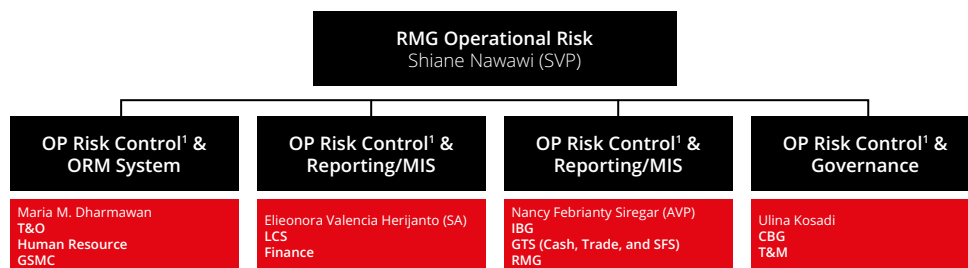 RMG Operational Risk
Shiane Nawawi (SVP)
OP Risk Control¹ &
ORM System
Maria M. Dharmawan
T&O
Human Resource
GSMC
OP Risk Control¹ &
Reporting/MIS
Elieonora Valencia Herijanto (SA)
LCS
Finance
OP Risk Control¹ &
Reporting/MIS
Nancy Febrianty Siregar (AVP)
IBG
GTS (Cash, Trade, and SFS)
RMG
OP Risk Control¹ &
Governance
Ulina Kosadi
CBG
T&M